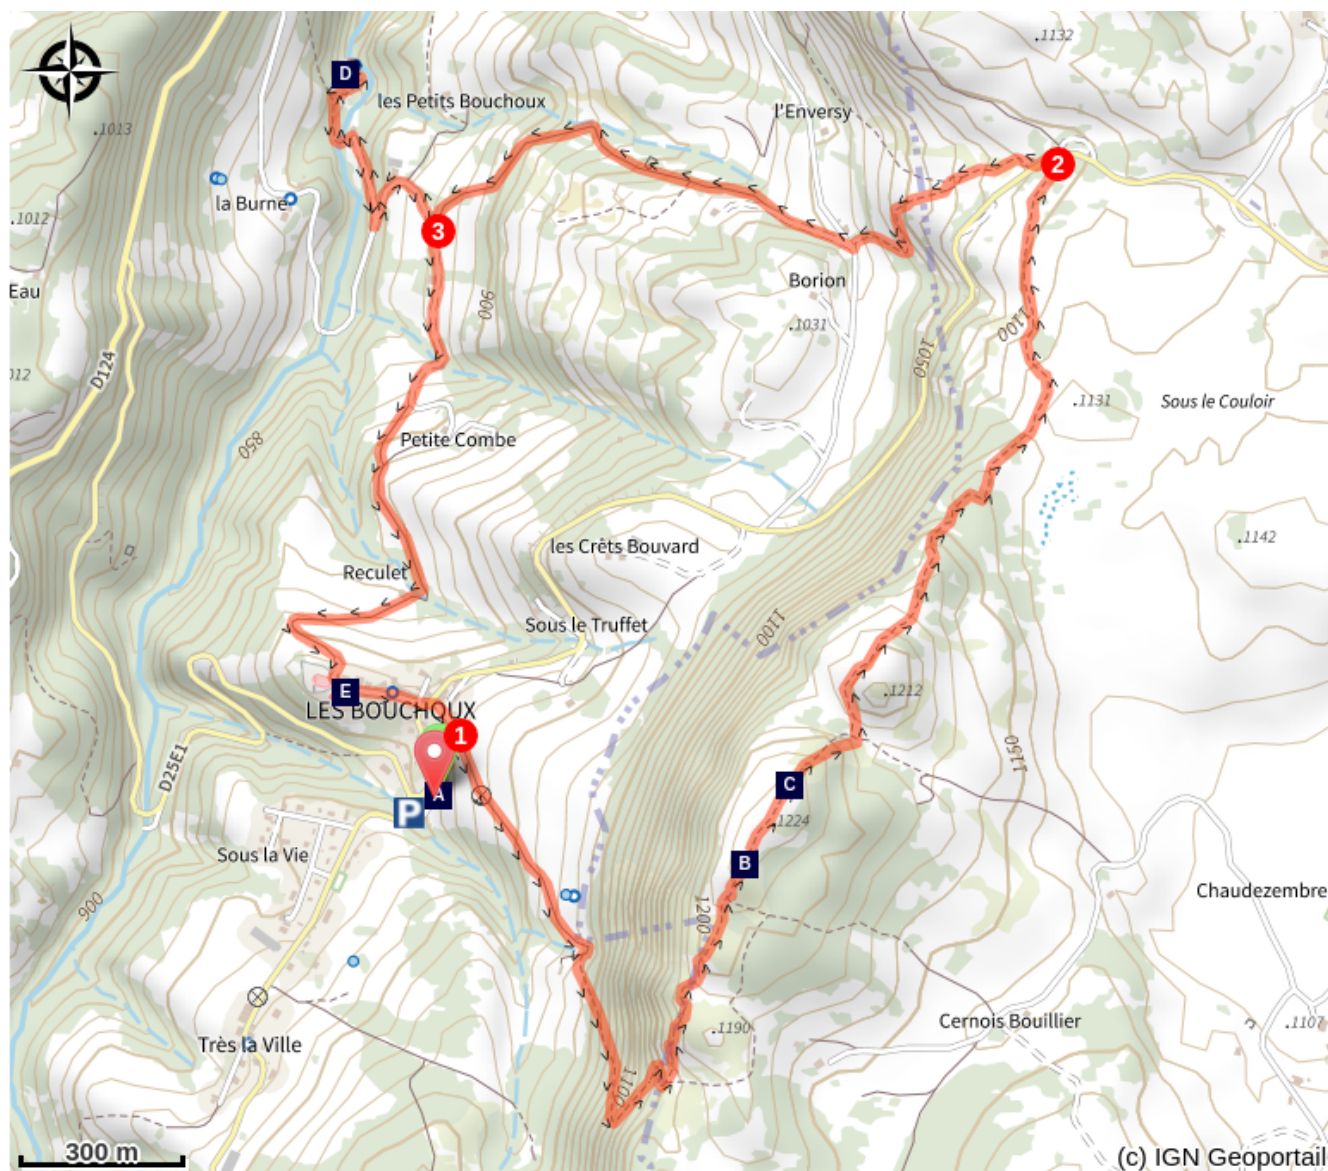 .1132
D
les Petits Bouchoux
l'Enversy
.1013
2
la Burne
.1012
3
Eau
Borion
900
1100
.1031
1050
D124
012
.1131
Sous le Couloir
Petite Combe
850
.1142
les Crêts Bouvard
Reculet
Sous le Truffet
1100
E
.1212
LES BOUCHOUX
1
1150
D25E1
C
A
P
.1224
Sous la Vie
B
Chaudezembre
900
1200
Cernois Bouillier
.1107
.1190
Très la Ville
1100
300 m
(c) IGN Geoportail